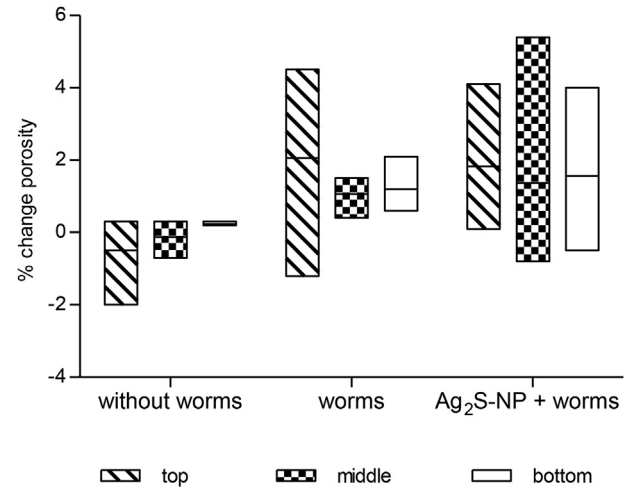 % change porosity
6
4
2
0
-2
-4
without worms worms Ag₂S-NP + worms
top middle bottom